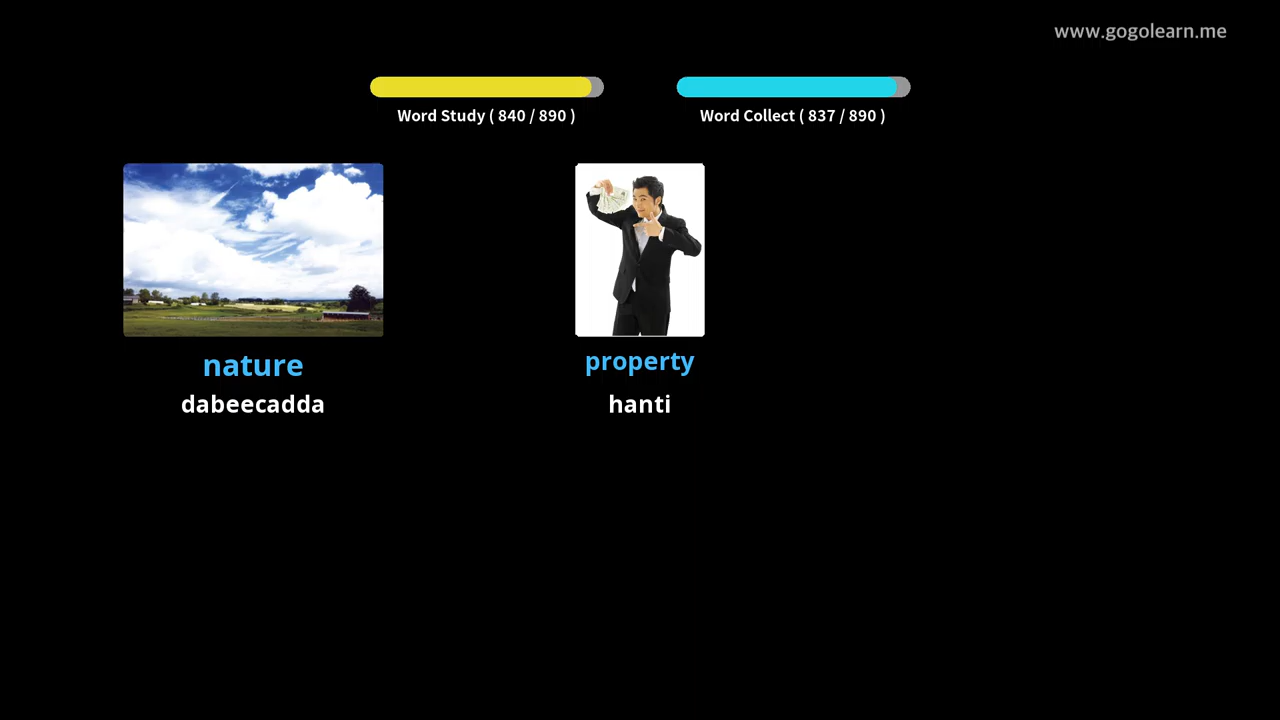 www.gogolearn.me
Word Study ( 840 / 890 )
Word Collect ( 837 / 890 )
nature
dabeecadda
property
hanti